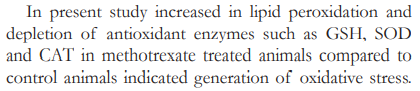 In present study increased in lipid peroxidation and
depletion of antioxidant enzymes such as GSH, SOD
and CAT in methotrexate treated animals compared to
control animals indicated generation of oxidative stress.